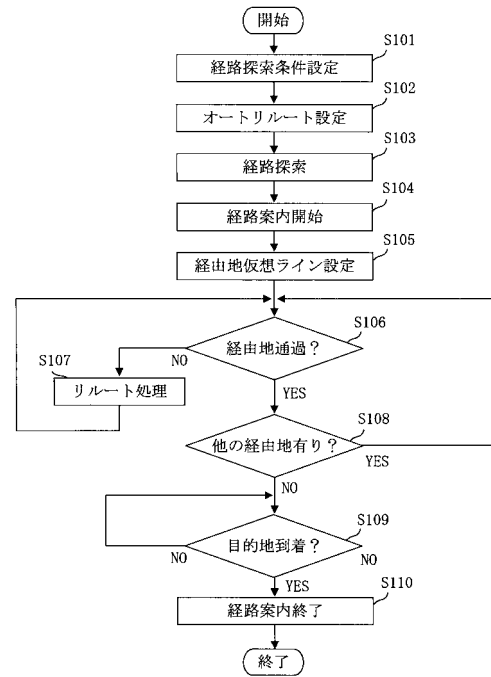 開始
S101
経路探索条件設定
S102
オートリルート設定
S103
経路探索
S104
経路案内開始
S105
経由地仮想ライン設定
S106
経由地通過?
NO
S107
リルート処理
YES
S108
他の経由地有り?
YES
NO
S109
目的地到着?
NO
NO
YES
S110
経路案内終了
終了